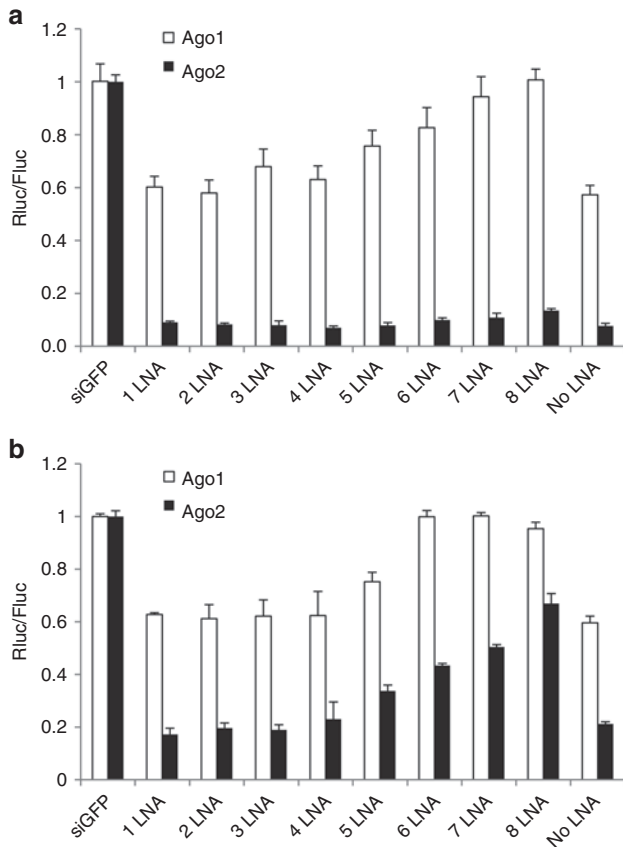 a
1.2
1
0.8
0.6
0.4
0.2
0.0
Rluc/Fluc
Ago1
Ago2
siGFP
1 LNA
2 LNA
3 LNA
4 LNA
5 LNA
6 LNA
7 LNA
8 LNA
No LNA
b
1.2
1
0.8
0.6
0.4
0.2
0
Rluc/Fluc
Ago1
Ago2
siGFP
1 LNA
2 LNA
3 LNA
4 LNA
5 LNA
6 LNA
7 LNA
8 LNA
No LNA